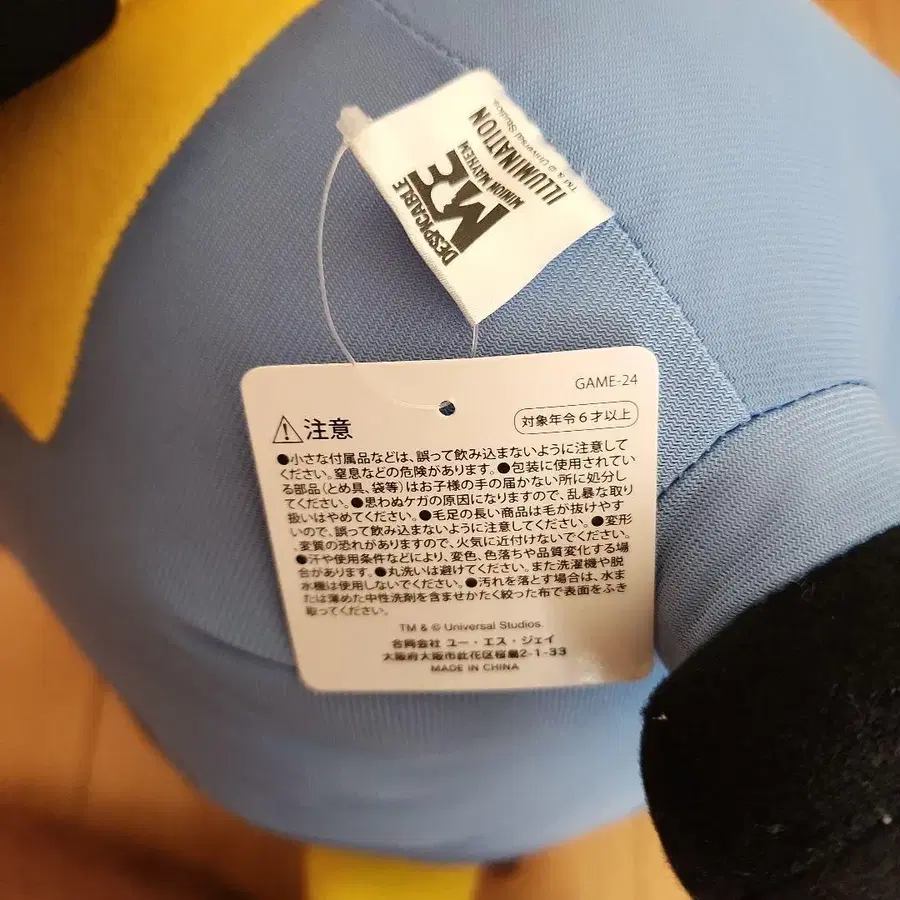 DESPICABLE
ME
MINION MAYHEM
ILLUMINATION
TM & © Universal Studios.
GAME-24
⚠注意
対象年令6才以上
●小さな付属品などは、誤って飲み込まないように注意して
ください。窒息などの危険があります。●包装に使用されてい
る部品(とめ具、袋等)はお子様の手の届かない所に処分し
てください。●思わぬケガの原因になりますので、乱暴な取り
扱いはやめてください。●毛足の長い商品は毛が抜けやす
いので、誤って飲み込まないように注意してください。●変形
、変質の恐れがありますので、火気に近付けないでください。
●汗や使用条件などにより、変色、色落ちや品質変化する場
合があります。●丸洗いは避けてください。また洗濯機や脱
水機は使用しないでください。●汚れを落とす場合は、水ま
たは薄めた中性洗剤を含ませかたく絞った布で表面をふき
取ってください。
TM & © Universal Studios.
合同会社 ユー・エス・ジェイ
大阪府大阪市此花区桜島2-1-33
MADE IN CHINA